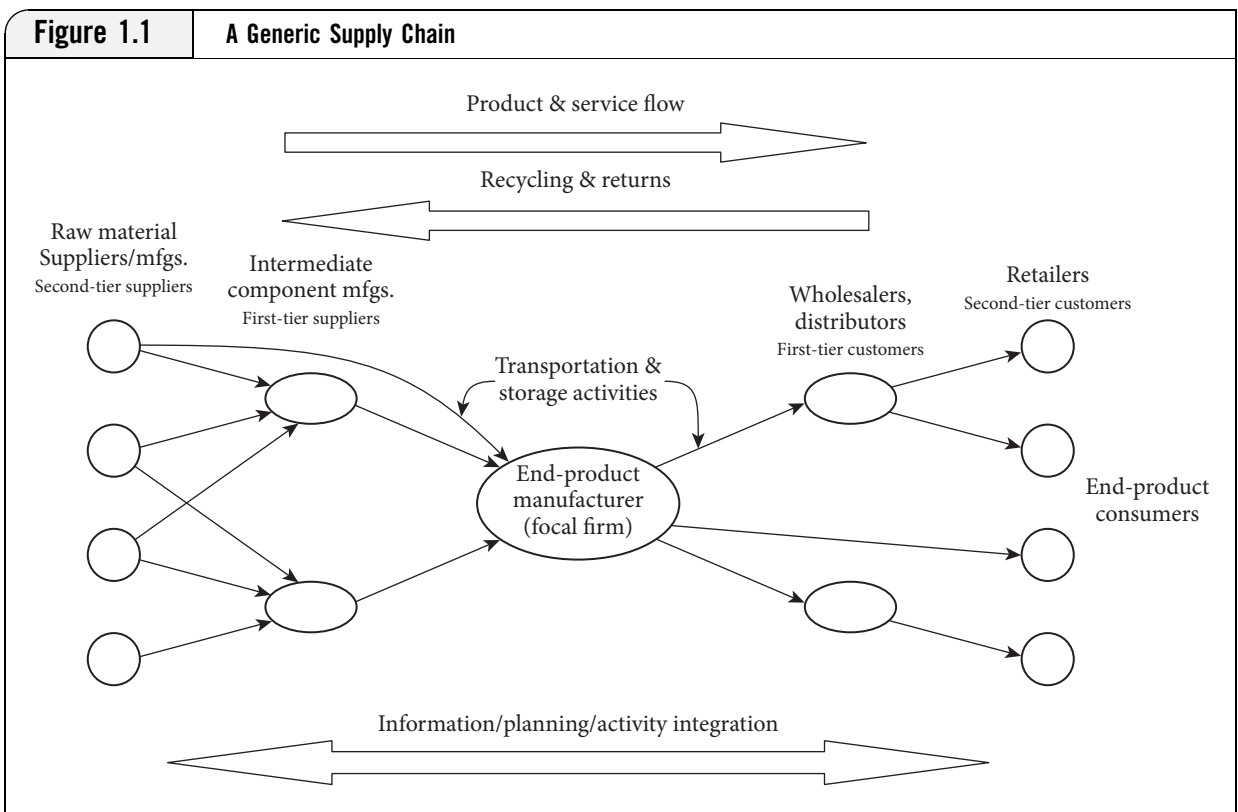 Figure 1.1
A Generic Supply Chain
Product & service flow
Recycling & returns
Raw material
Suppliers/mfgs.
Second-tier suppliers
Intermediate
component mfgs.
First-tier suppliers
Wholesalers,
distributors
First-tier customers
Retailers
Second-tier customers
Transportation &
storage activities
End-product
manufacturer
(focal firm)
End-product
consumers
Information/planning/activity integration